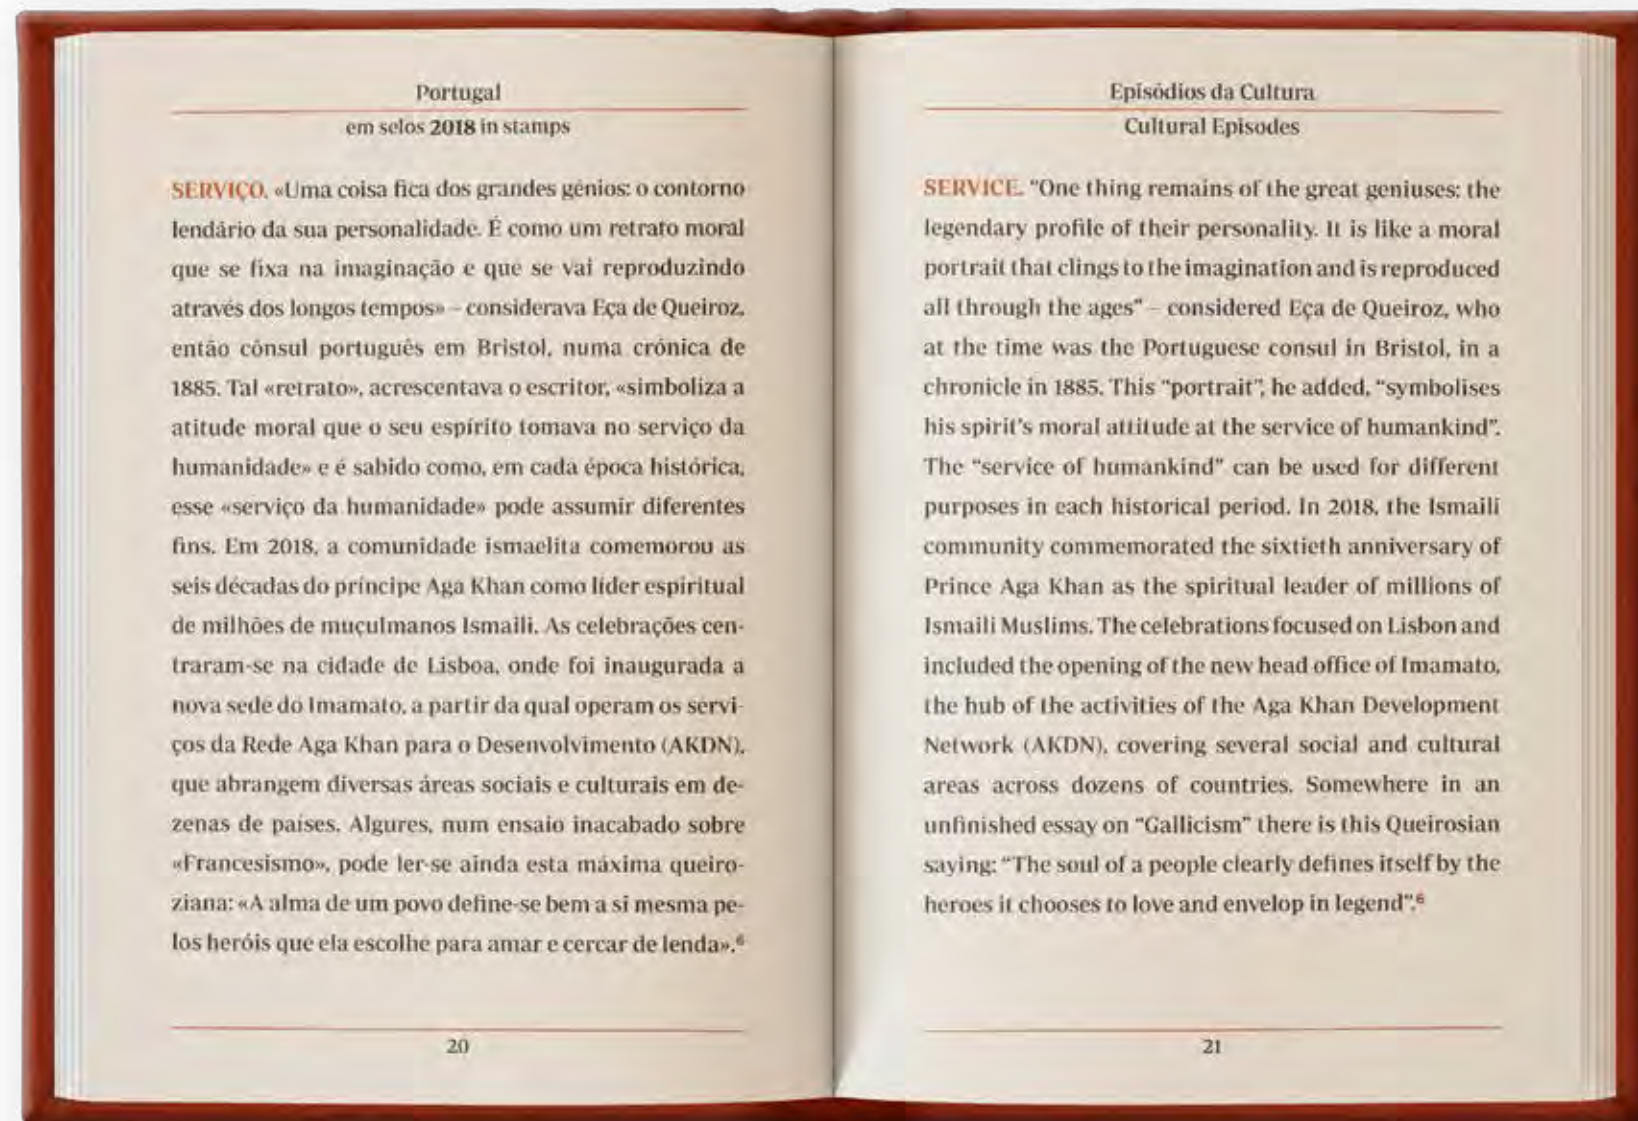 Portugal
em selos 2018 in stamps
SERVIÇO. «Uma coisa fica dos grandes génios: o contorno
lendário da sua personalidade. É como um retrato moral
que se fixa na imaginação e que se vai reproduzindo
através dos longos tempos» – considerava Eça de Queiroz,
então cônsul português em Bristol, numa crónica de
1885. Tal «retrato», acrescentava o escritor, «simboliza a
atitude moral que o seu espírito tomava no serviço da
humanidade» e é sabido como, em cada época histórica,
esse «serviço da humanidade» pode assumir diferentes
fins. Em 2018, a comunidade ismaelita comemorou as
seis décadas do príncipe Aga Khan como líder espiritual
de milhões de muçulmanos Ismaili. As celebrações cen-
traram-se na cidade de Lisboa, onde foi inaugurada a
nova sede do Imamato, a partir da qual operam os servi-
ços da Rede Aga Khan para o Desenvolvimento (AKDN),
que abrangem diversas áreas sociais e culturais em de-
zenas de países. Algures, num ensaio inacabado sobre
«Francesismo», pode ler-se ainda esta máxima queiro-
ziana: «A alma de um povo define-se bem a si mesma pe-
los heróis que ela escolhe para amar e cercar de lenda».⁶
20
Episódios da Cultura
Cultural Episodes
SERVICE. "One thing remains of the great geniuses: the
legendary profile of their personality. It is like a moral
portrait that clings to the imagination and is reproduced
all through the ages" – considered Eça de Queiroz, who
at the time was the Portuguese consul in Bristol, in a
chronicle in 1885. This "portrait", he added, "symbolises
his spirit's moral attitude at the service of humankind".
The "service of humankind" can be used for different
purposes in each historical period. In 2018, the Ismaili
community commemorated the sixtieth anniversary of
Prince Aga Khan as the spiritual leader of millions of
Ismaili Muslims. The celebrations focused on Lisbon and
included the opening of the new head office of Imamato,
the hub of the activities of the Aga Khan Development
Network (AKDN), covering several social and cultural
areas across dozens of countries. Somewhere in an
unfinished essay on "Gallicism" there is this Queirosian
saying: "The soul of a people clearly defines itself by the
heroes it chooses to love and envelop in legend".⁶
21